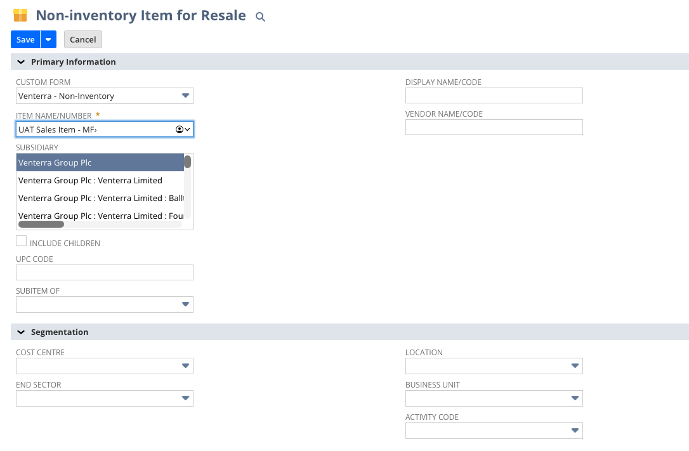 Non-inventory Item for Resale
Save Cancel
Primary Information
CUSTOM FORM
Venterra - Non-Inventory
ITEM NAME/NUMBER *
UAT Sales Item - MF
SUBSIDIARY
Venterra Group Plc
Venterra Group Plc : Venterra Limited
Venterra Group Plc : Venterra Limited : Ball
Venterra Group Plc : Venterra Limited : Fou
INCLUDE CHILDREN
UPC CODE
SUBITEM OF
DISPLAY NAME/CODE
VENDOR NAME/CODE
Segmentation
COST CENTRE
END SECTOR
LOCATION
BUSINESS UNIT
ACTIVITY CODE